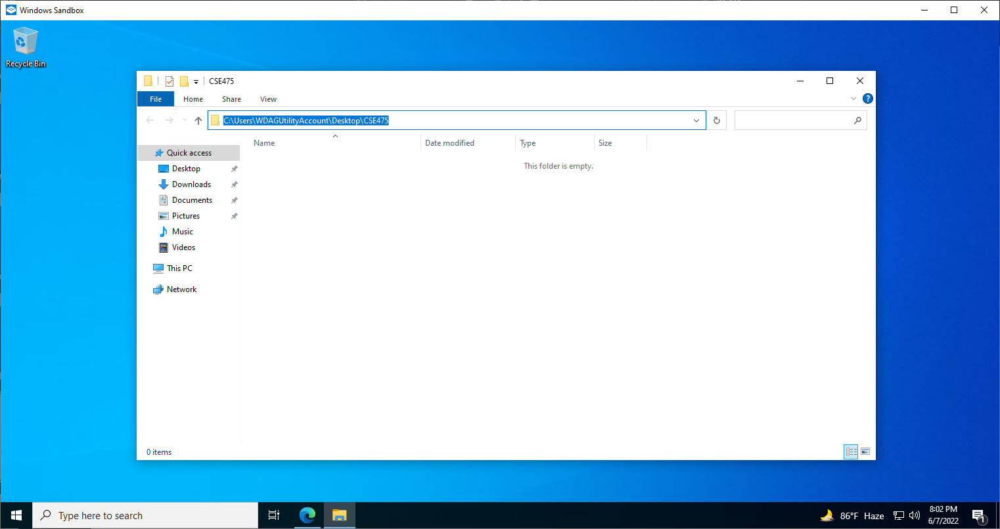 Windows Sandbox
Recycle Bin
CSE475
File Home Share View
C:\Users\WDAGUtilityAccount\Desktop\CSE475
Name Date modified Type Size
This folder is empty.
Quick access
Desktop
Downloads
Documents
Pictures
Music
Videos
This PC
Network
0 items
Type here to search
86°F Haze
8:02 PM
6/7/2022
1